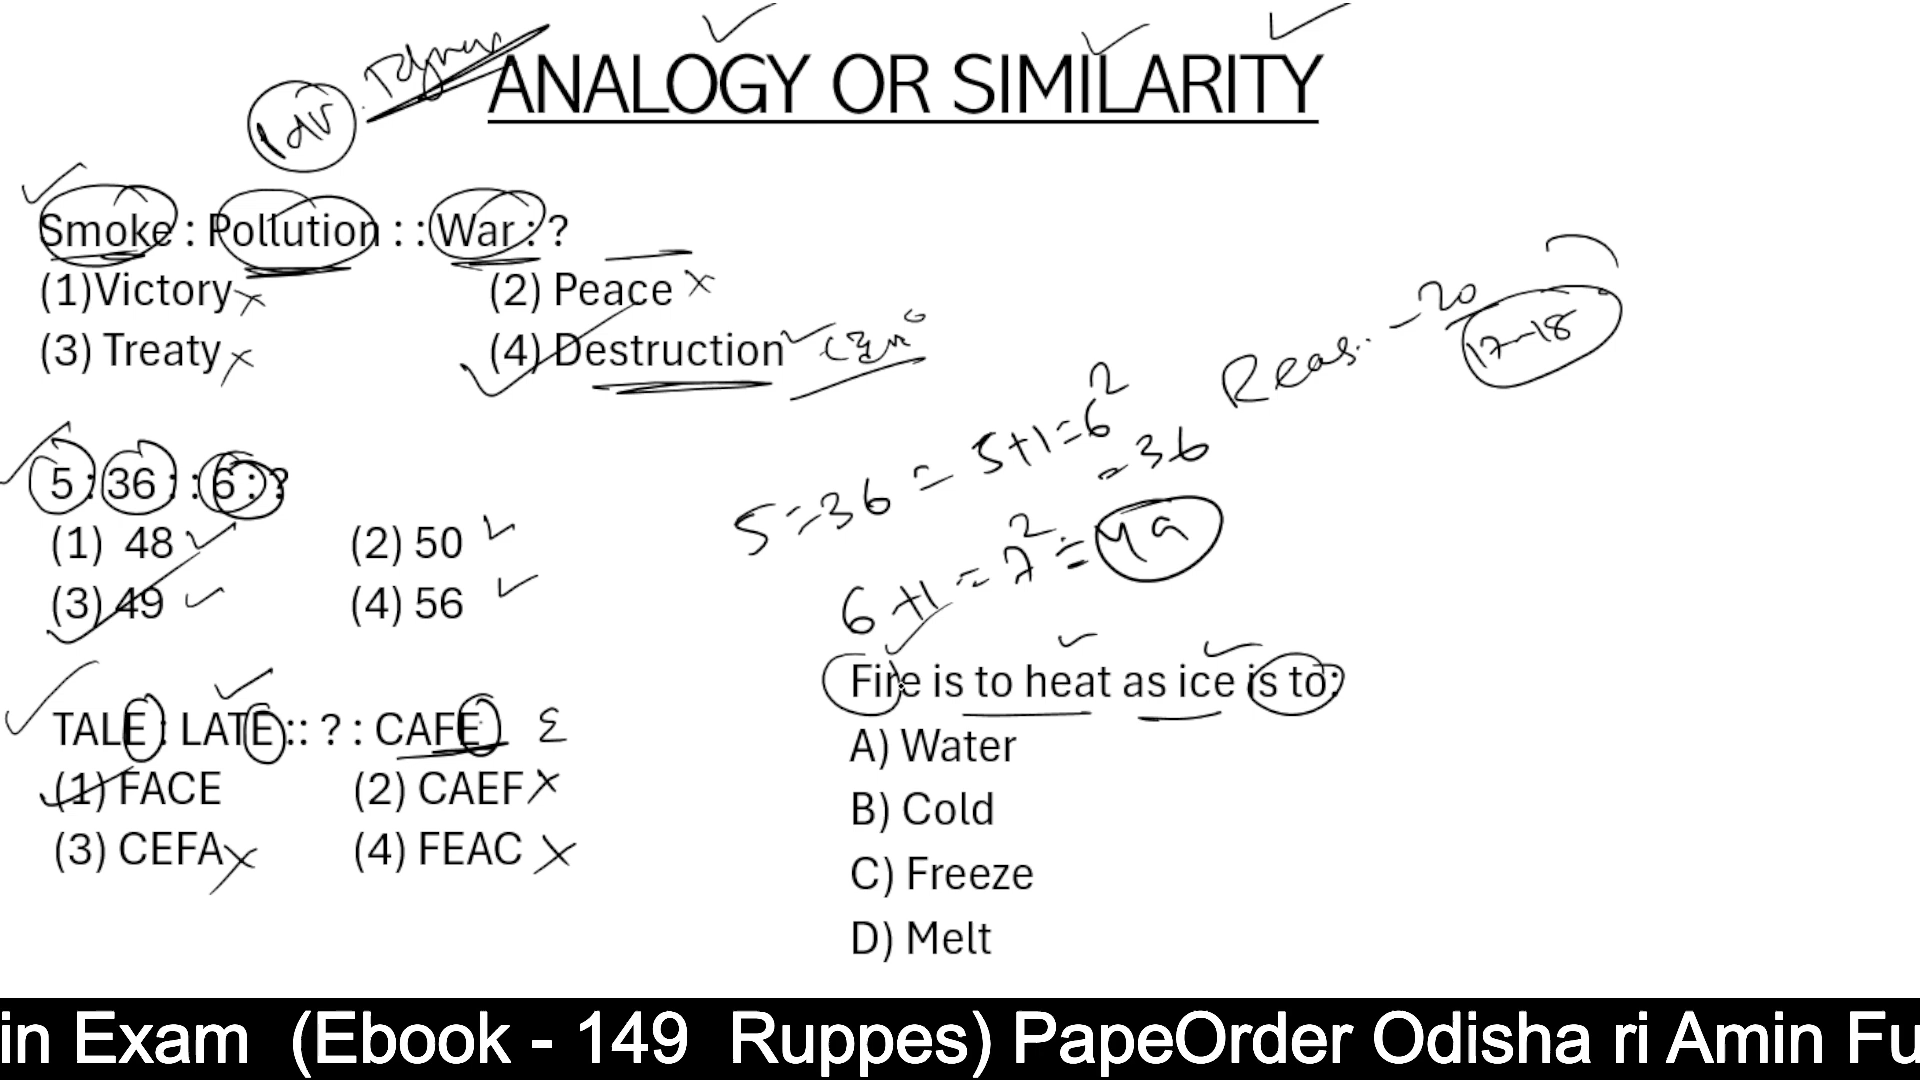 ANALOGY OR SIMILARITY
Smoke : Pollution : : War : ?
(1)Victory (2) Peace
(3) Treaty (4) Destruction
Reas.. - 20
17-18
5 : 36 : : 6 : ?
(1) 48 (2) 50
(3) 49 (4) 56
5 = 36 = 5+1 = 6²
= 36
6 +1 = 7² = 49
TALE : LATE :: ? : CAFE
(1) FACE (2) CAEF
(3) CEFA (4) FEAC
Fire is to heat as ice is to:
A) Water
B) Cold
C) Freeze
D) Melt
in Exam (Ebook - 149 Ruppes) PapeOrder Odisha ri Amin Fu